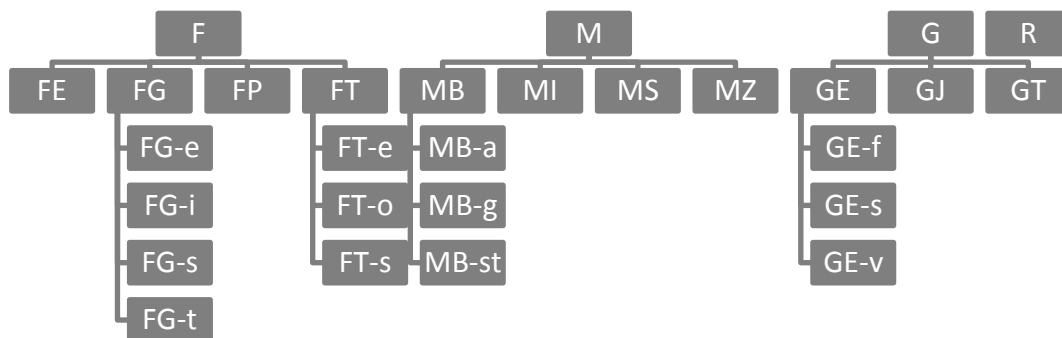 F M G R
FE FG FP FT MB MI MS MZ GE GJ GT
FG-e FT-e MB-a GE-f
FG-i FT-o MB-g GE-s
FG-s FT-s MB-st GE-v
FG-t